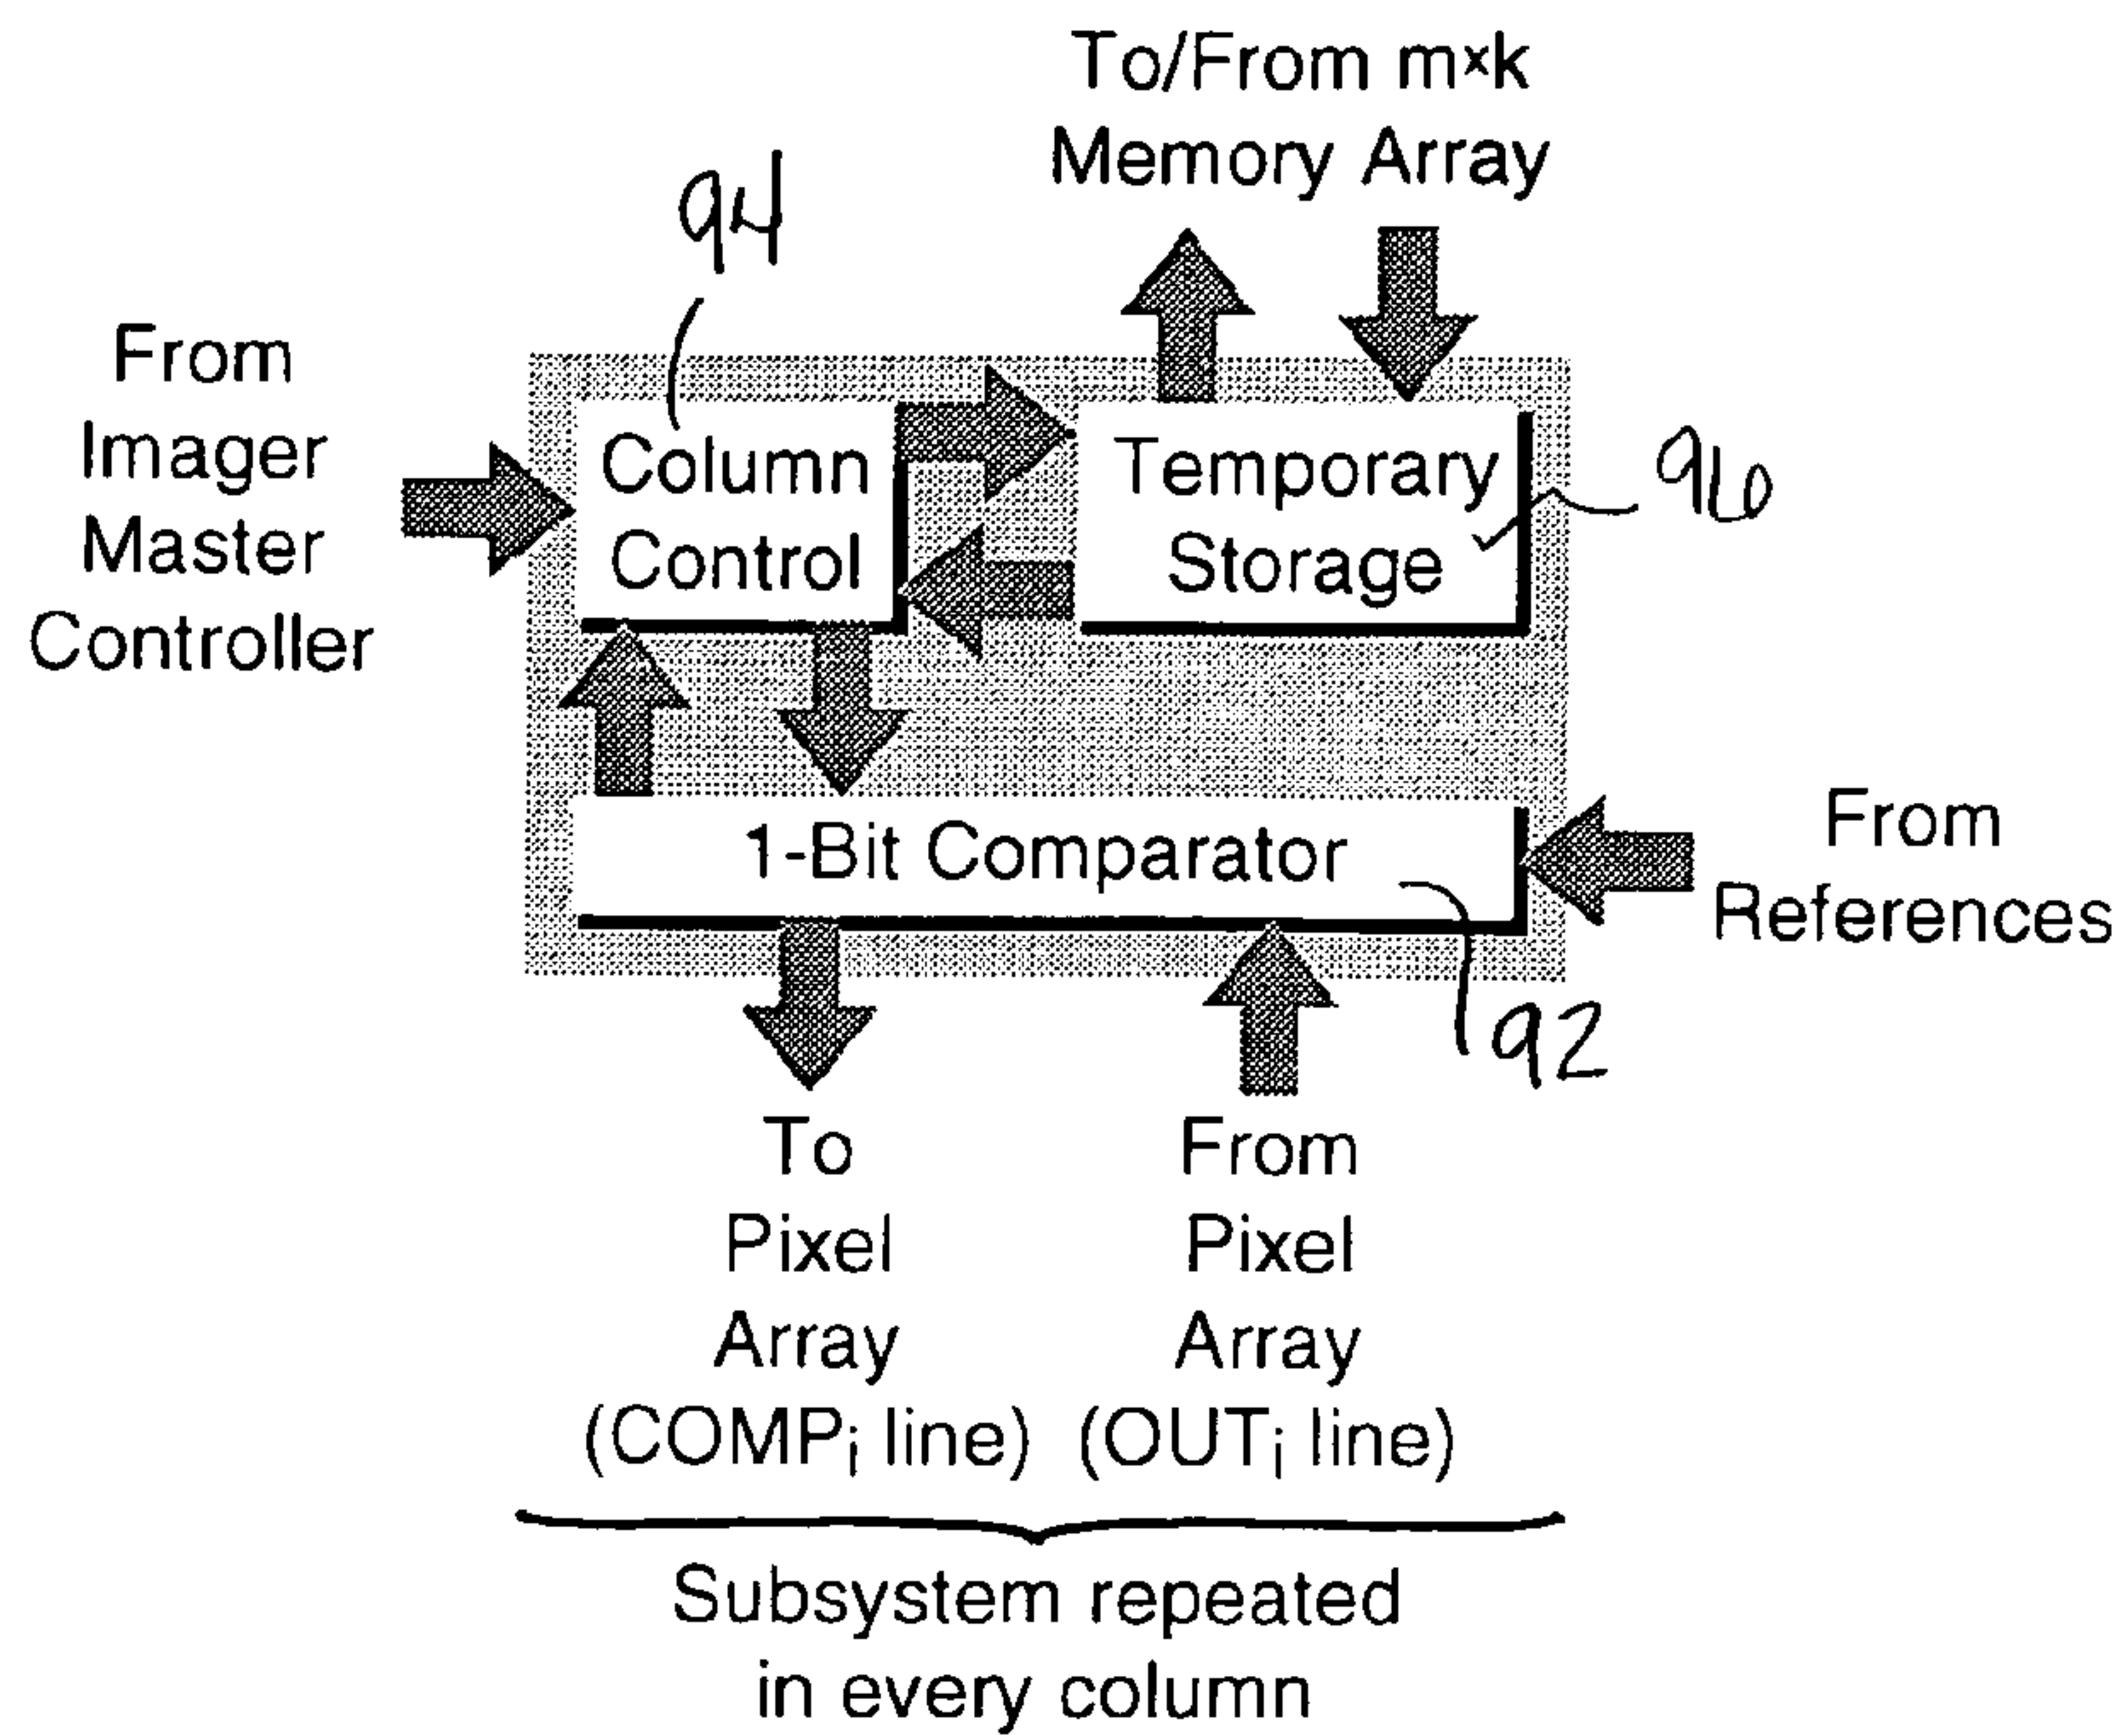 To/From m×k
Memory Array
94
From
Imager
Master
Controller
Column
Control
Temporary
Storage
96
1-Bit Comparator
From
References
92
To
Pixel
Array
(COMPi line)
From
Pixel
Array
(OUTi line)
Subsystem repeated
in every column